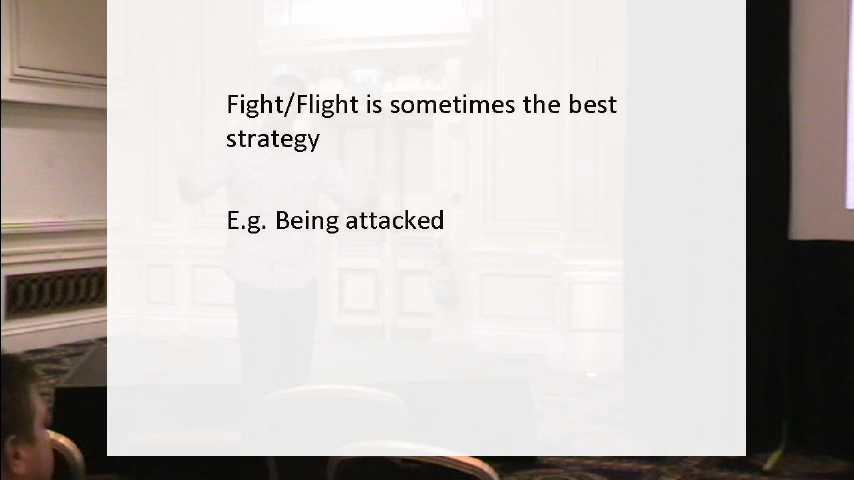 Fight/Flight is sometimes the best
strategy
E.g. Being attacked